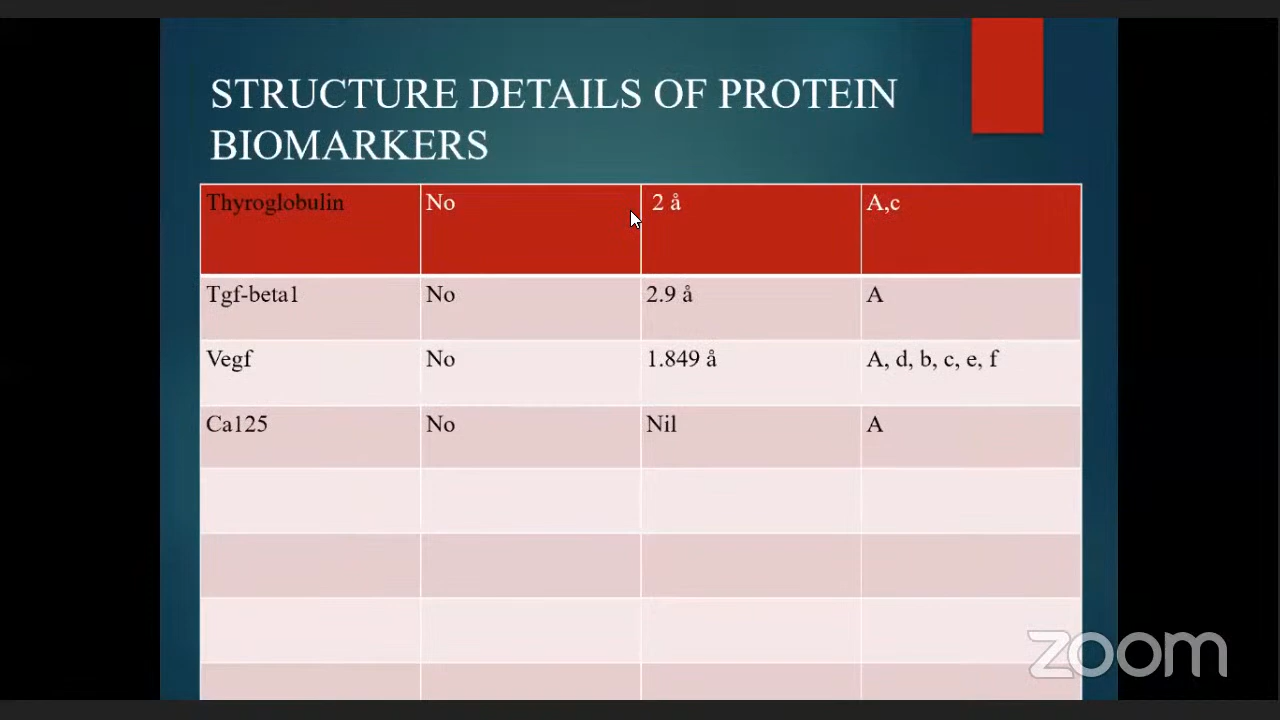 STRUCTURE DETAILS OF PROTEIN
BIOMARKERS
Thyroglobulin No 2 å A,c
Tgf-beta1 No 2.9 å A
Vegf No 1.849 å A, d, b, c, e, f
Ca125 No Nil A
zoom